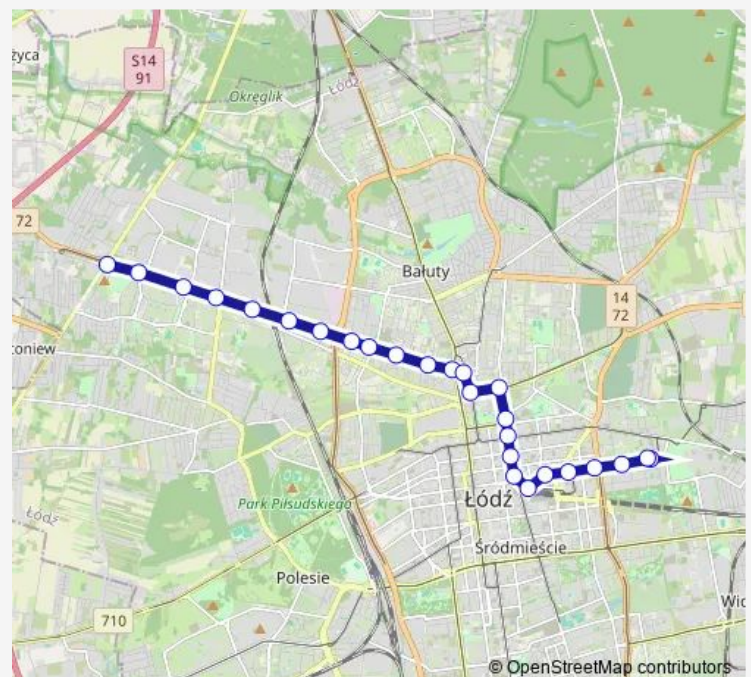 życa
S14
91
Okręglik
Łódź
72
Bałuty
14
72
toniew
Łódź
Park Piłsudskiego
Śródmieście
Łódź
Polesie
710
Wid
© OpenStreetMap contributors